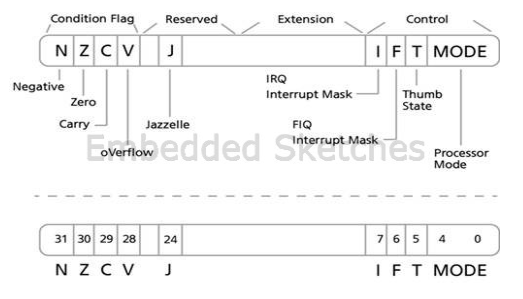 Condition Flag Reserved Extension Control
N Z C V J I F T MODE
Negative
Zero
Carry
oVerflow
Jazzelle
IRQ
Interrupt Mask
FIQ
Interrupt Mask
Thumb
State
Processor
Mode
Embedded Sketches
31 30 29 28 24 7 6 5 4 0
N Z C V J I F T MODE